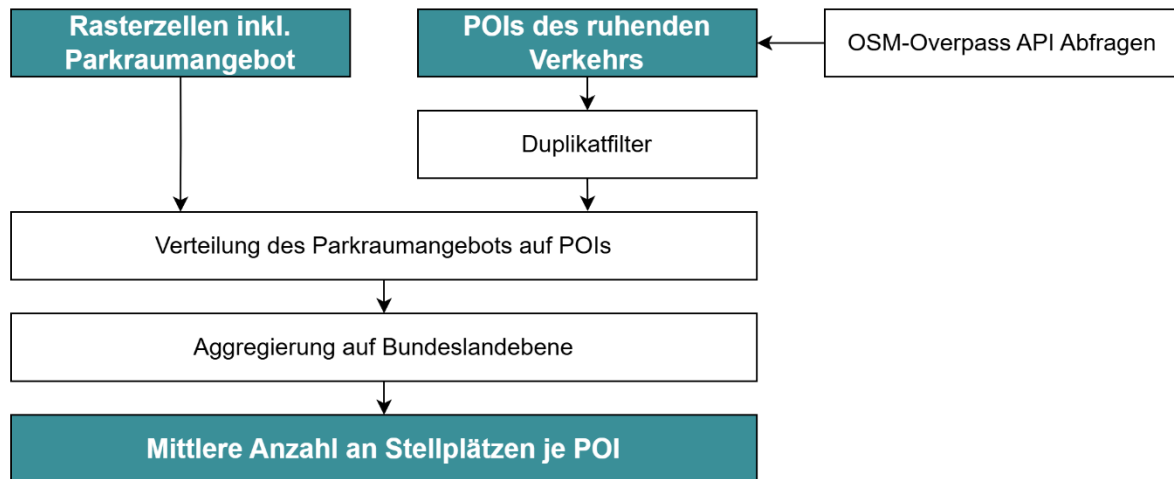 Rasterzellen inkl.
Parkraumangebot
POIs des ruhenden
Verkehrs
OSM-Overpass API Abfragen
Duplikatfilter
Verteilung des Parkraumangebots auf POIs
Aggregierung auf Bundeslandebene
Mittlere Anzahl an Stellplätzen je POI